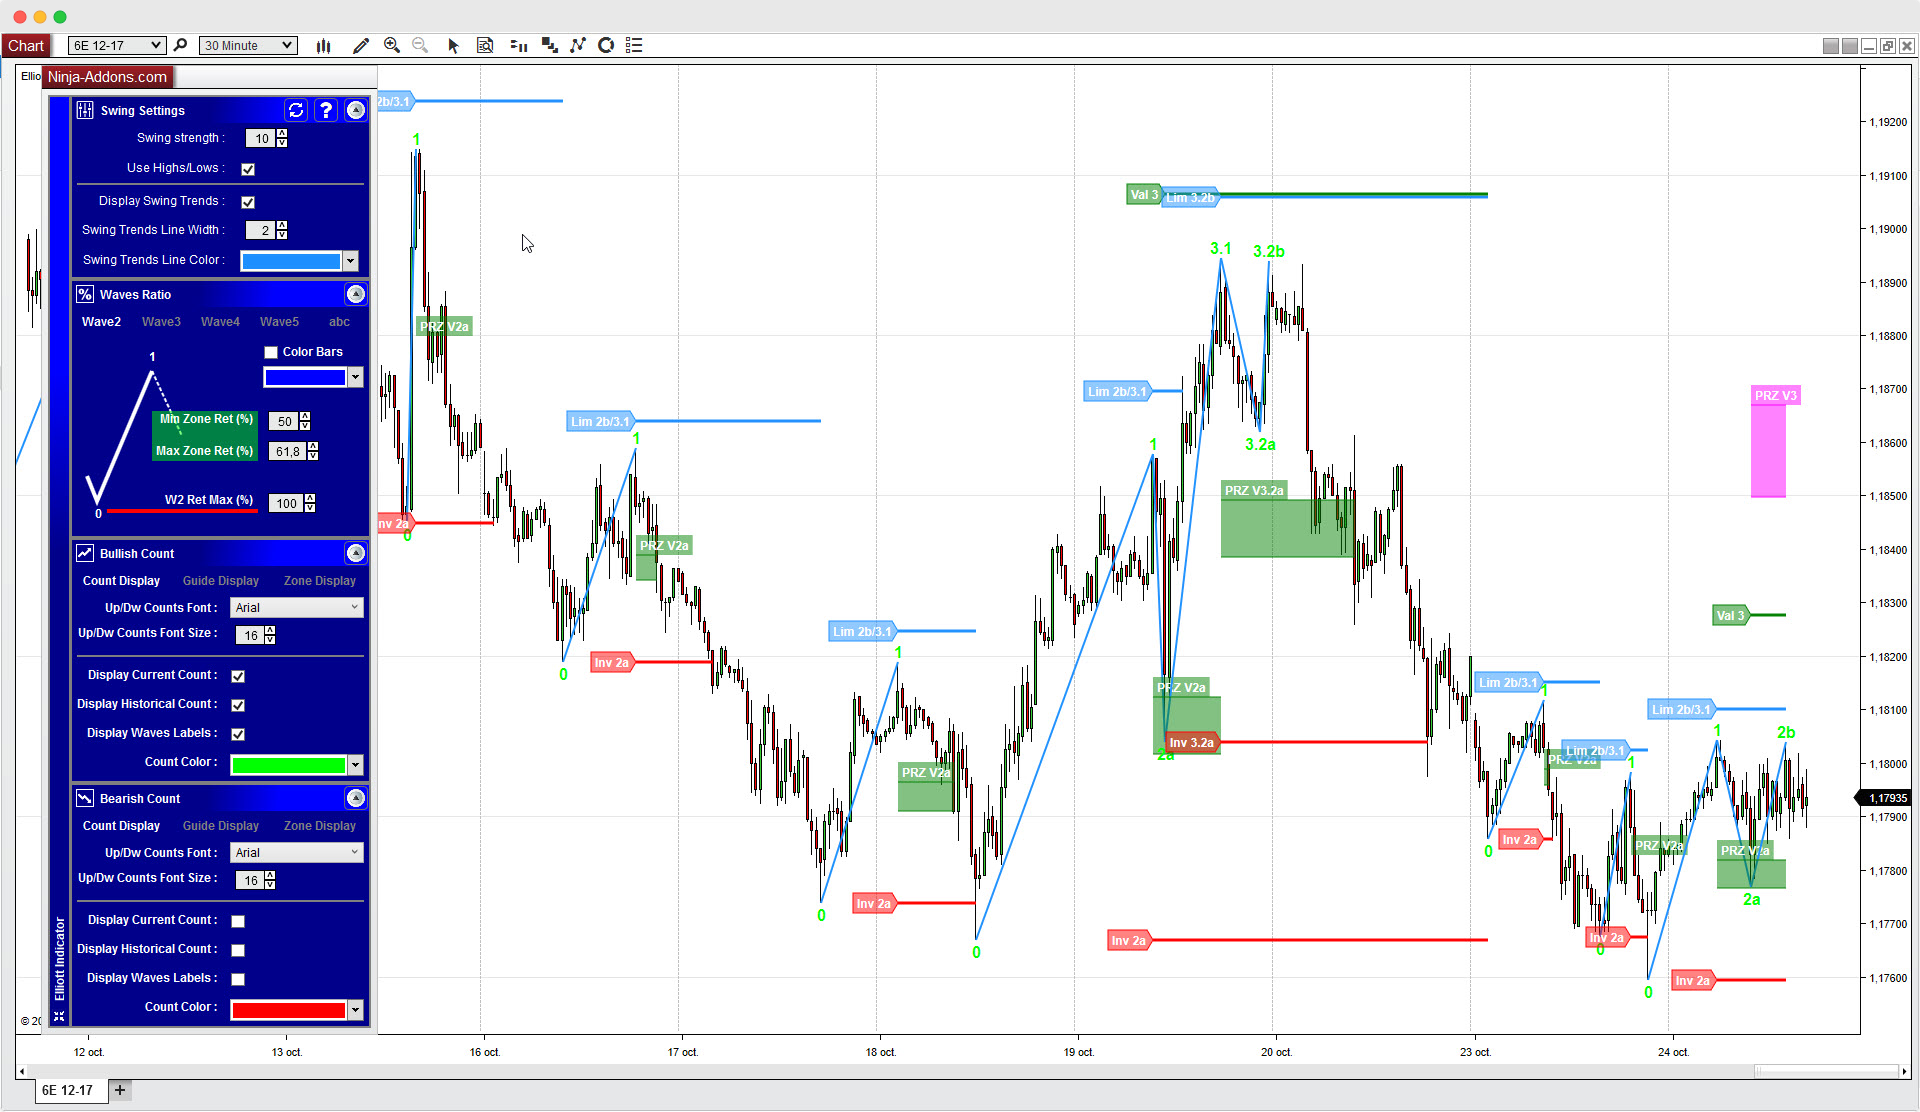 Chart
6E 12-17
30 Minute
Ninja-Addons.com
Swing Settings
?
Swing strength :
10
Use Highs/Lows :
Display Swing Trends :
Swing Trends Line Width :
2
Swing Trends Line Color :
% Waves Ratio
Wave2 Wave3 Wave4 Wave5 abc
Color Bars
1
Min Zone Ret (%)
50
Max Zone Ret (%)
61,8
W2 Ret Max (%)
100
0
Bullish Count
Count Display Guide Display Zone Display
Up/Dw Counts Font : Arial
Up/Dw Counts Font Size : 16
Display Current Count :
Display Historical Count :
Display Waves Labels :
Count Color :
Bearish Count
Count Display Guide Display Zone Display
Up/Dw Counts Font : Arial
Up/Dw Counts Font Size : 16
Display Current Count :
Display Historical Count :
Display Waves Labels :
Count Color :
Elliott Indicator
2b/3.1
1
PRZ V2a
Inv 2a
0
Lim 2b/3.1
1
PRZ V2a
0
Inv 2a
Lim 2b/3.1
1
PRZ V2a
0
Inv 2a
0
Val 3
Lim 3.2b
3.1
3.2b
Lim 2b/3.1
1
3.2a
PRZ V3.2a
PRZ V2a
Inv 3.2a
2a
Inv 2a
Lim 2b/3.1
1
PRZ V2a
0
Inv 2a
Lim 2b/3.1
1
PRZ V2a
Inv 2a
0
Lim 2b/3.1
1
2b
PRZ V2a
2a
Inv 2a
0
PRZ V3
Val 3
1,19200
1,19100
1,19000
1,18900
1,18800
1,18700
1,18600
1,18500
1,18400
1,18300
1,18200
1,18100
1,18000
1,17935
1,17900
1,17800
1,17700
1,17600
12 oct.
13 oct.
16 oct.
17 oct.
18 oct.
19 oct.
20 oct.
23 oct.
24 oct.
6E 12-17
+